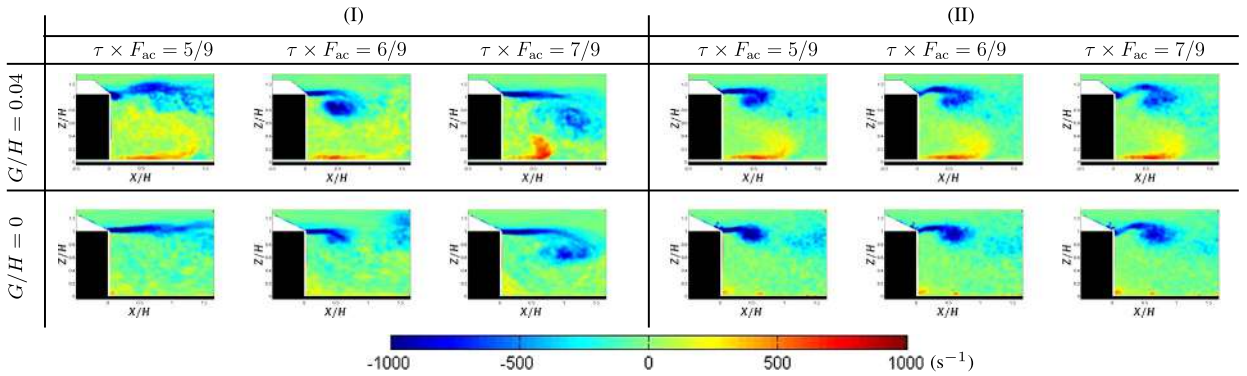 (I) (II)
τ × F_ac = 5/9 τ × F_ac = 6/9 τ × F_ac = 7/9 τ × F_ac = 5/9 τ × F_ac = 6/9 τ × F_ac = 7/9
G/H = 0.04
Z/H Z/H Z/H Z/H Z/H Z/H
X/H X/H X/H X/H X/H X/H
G/H = 0
Z/H Z/H Z/H Z/H Z/H Z/H
X/H X/H X/H X/H X/H X/H
-1000 -500 0 500 1000 (s⁻¹)